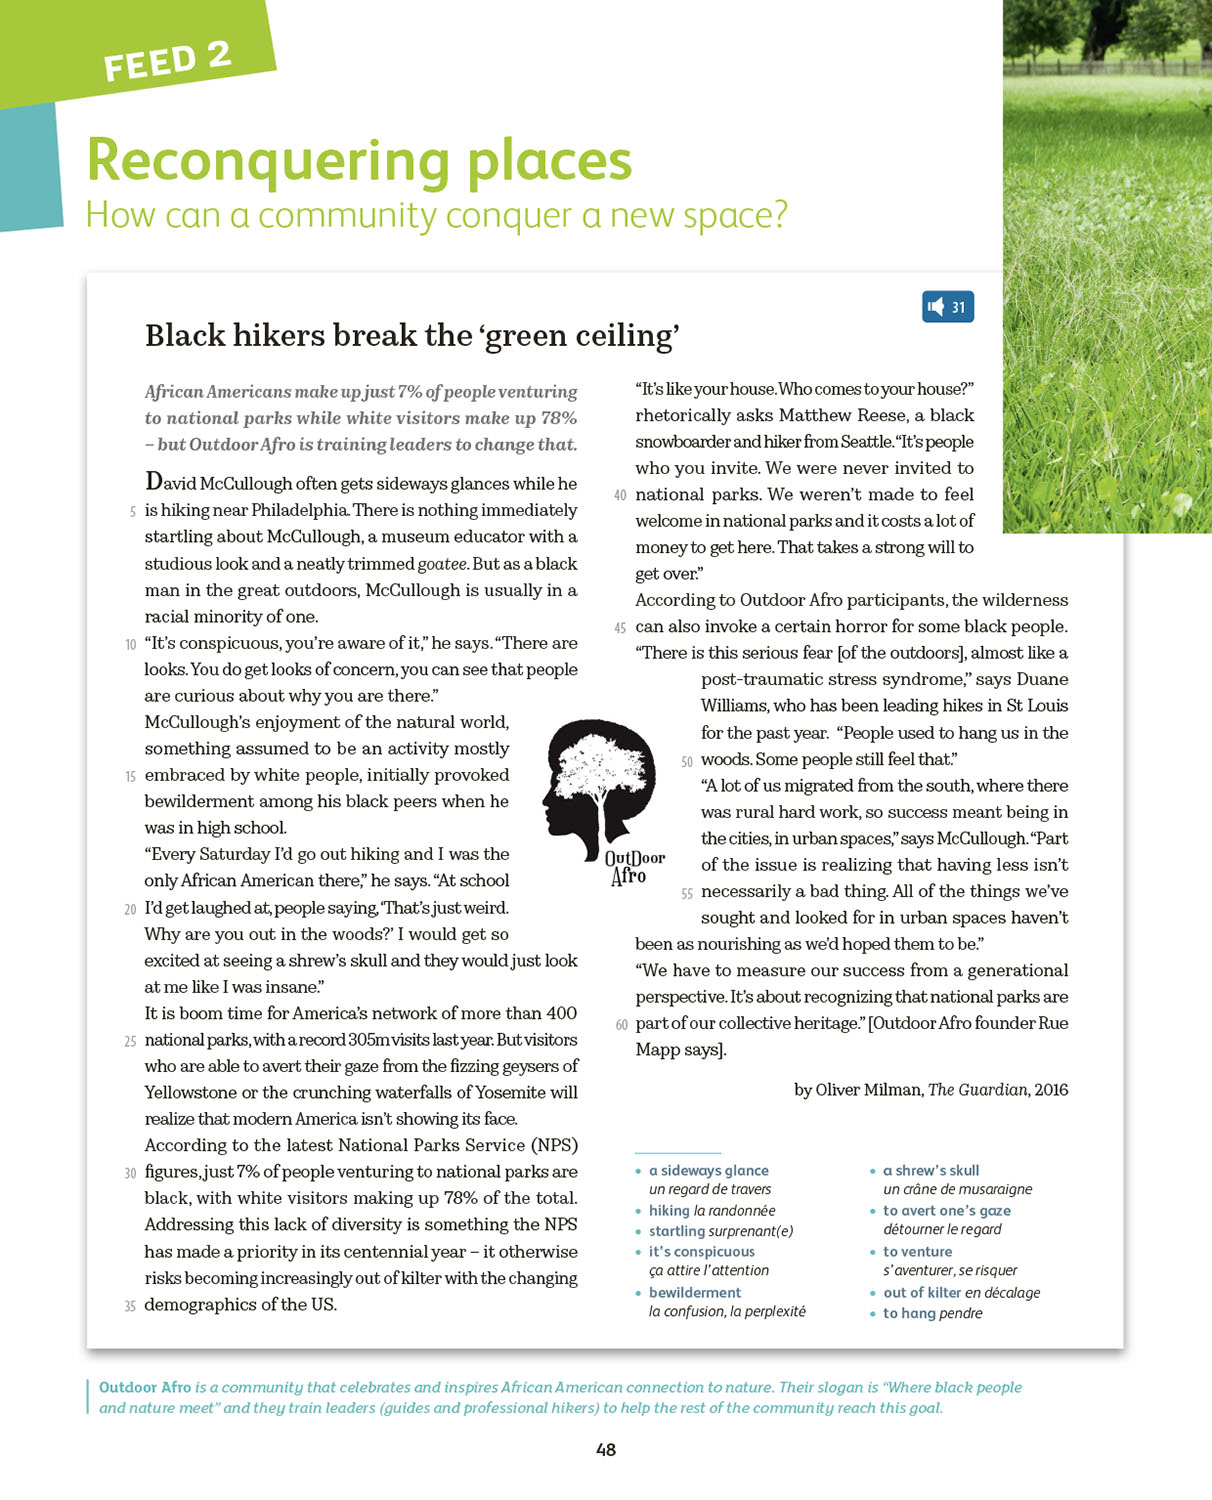 FEED 2
Reconquering places
How can a community conquer a new space?
31
Black hikers break the ‘green ceiling’
African Americans make up just 7% of people venturing
to national parks while white visitors make up 78%
– but Outdoor Afro is training leaders to change that.
David McCullough often gets sideways glances while he
5 is hiking near Philadelphia. There is nothing immediately
startling about McCullough, a museum educator with a
studious look and a neatly trimmed goatee. But as a black
man in the great outdoors, McCullough is usually in a
racial minority of one.
10 “It’s conspicuous, you’re aware of it,” he says. “There are
looks. You do get looks of concern, you can see that people
are curious about why you are there.”
McCullough’s enjoyment of the natural world,
something assumed to be an activity mostly
15 embraced by white people, initially provoked
bewilderment among his black peers when he
was in high school.
“Every Saturday I’d go out hiking and I was the
only African American there,” he says. “At school
20 I’d get laughed at, people saying, ‘That’s just weird.
Why are you out in the woods?’ I would get so
excited at seeing a shrew’s skull and they would just look
at me like I was insane.”
It is boom time for America’s network of more than 400
25 national parks, with a record 305m visits last year. But visitors
who are able to avert their gaze from the fizzing geysers of
Yellowstone or the crunching waterfalls of Yosemite will
realize that modern America isn’t showing its face.
According to the latest National Parks Service (NPS)
30 figures, just 7% of people venturing to national parks are
black, with white visitors making up 78% of the total.
Addressing this lack of diversity is something the NPS
has made a priority in its centennial year – it otherwise
risks becoming increasingly out of kilter with the changing
35 demographics of the US.
“It’s like your house. Who comes to your house?”
rhetorically asks Matthew Reese, a black
snowboarder and hiker from Seattle. “It’s people
who you invite. We were never invited to
40 national parks. We weren’t made to feel
welcome in national parks and it costs a lot of
money to get here. That takes a strong will to
get over.”
According to Outdoor Afro participants, the wilderness
45 can also invoke a certain horror for some black people.
“There is this serious fear [of the outdoors], almost like a
post-traumatic stress syndrome,” says Duane
Williams, who has been leading hikes in St Louis
for the past year. “People used to hang us in the
50 woods. Some people still feel that.”
“A lot of us migrated from the south, where there
was rural hard work, so success meant being in
the cities, in urban spaces,” says McCullough. “Part
of the issue is realizing that having less isn’t
55 necessarily a bad thing. All of the things we’ve
sought and looked for in urban spaces haven’t
been as nourishing as we’d hoped them to be.”
“We have to measure our success from a generational
perspective. It’s about recognizing that national parks are
60 part of our collective heritage.” [Outdoor Afro founder Rue
Mapp says].
by Oliver Milman, The Guardian, 2016
OutDoor
Afro
• a sideways glance
un regard de travers
• hiking la randonnée
• startling surprenant(e)
• it’s conspicuous
ça attire l’attention
• bewilderment
la confusion, la perplexité
• a shrew’s skull
un crâne de musaraigne
• to avert one’s gaze
détourner le regard
• to venture
s’aventurer, se risquer
• out of kilter en décalage
• to hang pendre
Outdoor Afro is a community that celebrates and inspires African American connection to nature. Their slogan is “Where black people
and nature meet” and they train leaders (guides and professional hikers) to help the rest of the community reach this goal.
48